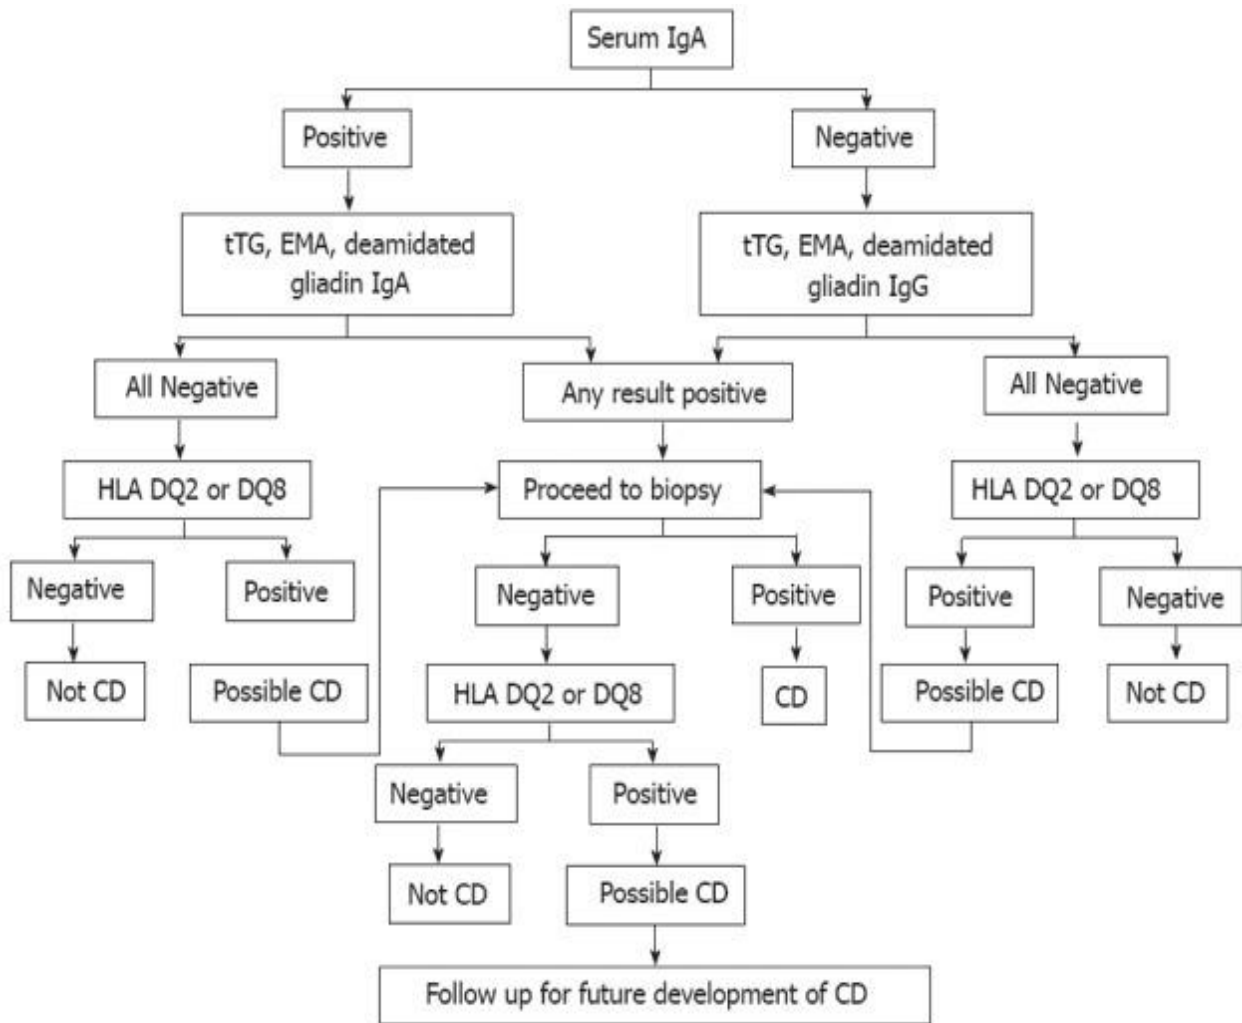 Serum IgA
Positive
Negative
tTG, EMA, deamidated
gliadin IgA
tTG, EMA, deamidated
gliadin IgG
All Negative
Any result positive
All Negative
HLA DQ2 or DQ8
Proceed to biopsy
HLA DQ2 or DQ8
Negative
Positive
Negative
Positive
Positive
Negative
Not CD
Possible CD
HLA DQ2 or DQ8
CD
Possible CD
Not CD
Negative
Positive
Not CD
Possible CD
Follow up for future development of CD